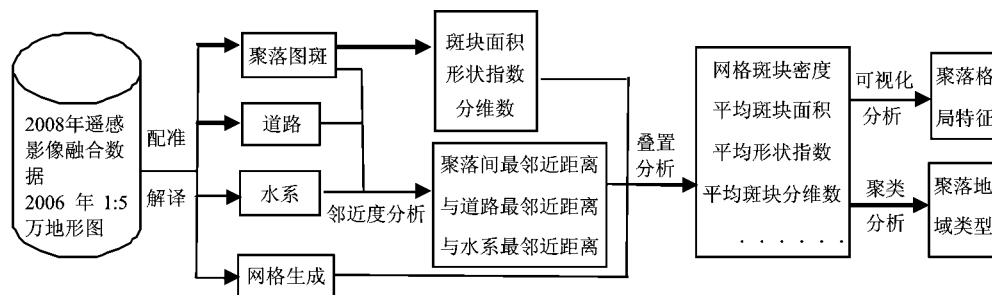 2008年遥感
影像融合数
据
2006 年 1:5
万地形图
配准
解译
聚落图斑
道路
水系
网格生成
邻近度分析
斑块面积
形状指数
分维数
聚落间最邻近距离
与道路最邻近距离
与水系最邻近距离
叠置
分析
网格斑块密度
平均斑块面积
平均形状指数
平均斑块分维数
. . . . . .
可视化
分析
聚类
分析
聚落格
局特征
聚落地
域类型